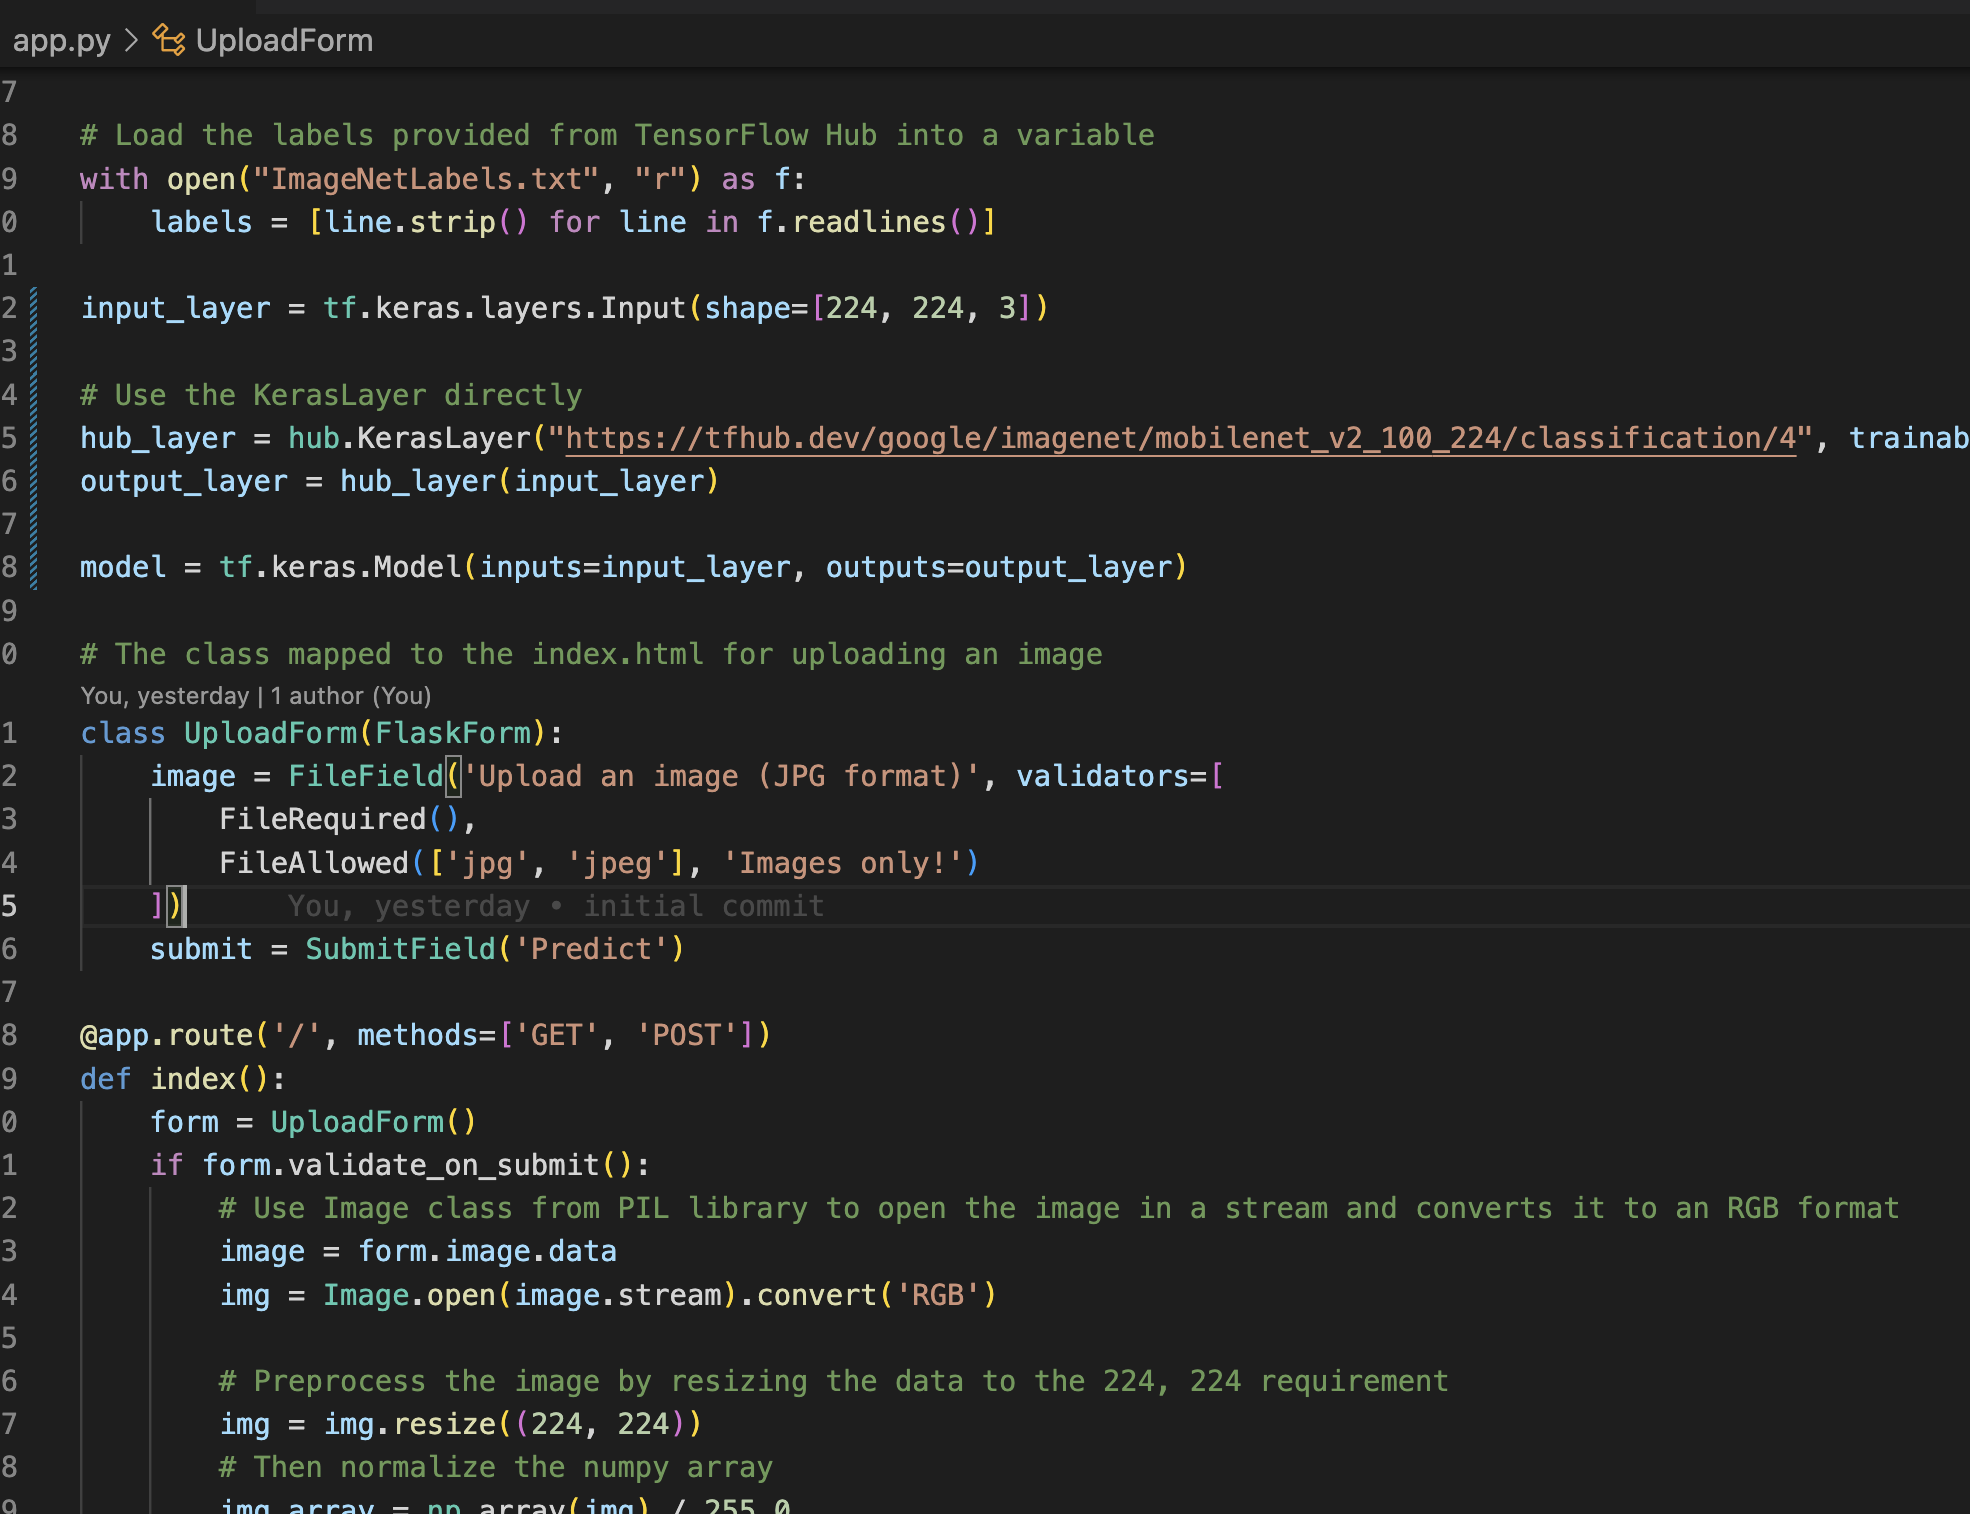 app.py > UploadForm
7
8 # Load the labels provided from TensorFlow Hub into a variable
9 with open("ImageNetLabels.txt", "r") as f:
0     labels = [line.strip() for line in f.readlines()]
1
2 input_layer = tf.keras.layers.Input(shape=[224, 224, 3])
3
4 # Use the KerasLayer directly
5 hub_layer = hub.KerasLayer("https://tfhub.dev/google/imagenet/mobilenet_v2_100_224/classification/4", trainab
6 output_layer = hub_layer(input_layer)
7
8 model = tf.keras.Model(inputs=input_layer, outputs=output_layer)
9
0 # The class mapped to the index.html for uploading an image
You, yesterday | 1 author (You)
1 class UploadForm(FlaskForm):
2     image = FileField('Upload an image (JPG format)', validators=[
3         FileRequired(),
4         FileAllowed(['jpg', 'jpeg'], 'Images only!')
5     ])      You, yesterday • initial commit
6     submit = SubmitField('Predict')
7
8 @app.route('/', methods=['GET', 'POST'])
9 def index():
0     form = UploadForm()
1     if form.validate_on_submit():
2         # Use Image class from PIL library to open the image in a stream and converts it to an RGB format
3         image = form.image.data
4         img = Image.open(image.stream).convert('RGB')
5
6         # Preprocess the image by resizing the data to the 224, 224 requirement
7         img = img.resize((224, 224))
8         # Then normalize the numpy array
9         img_array = np.array(img) / 255.0